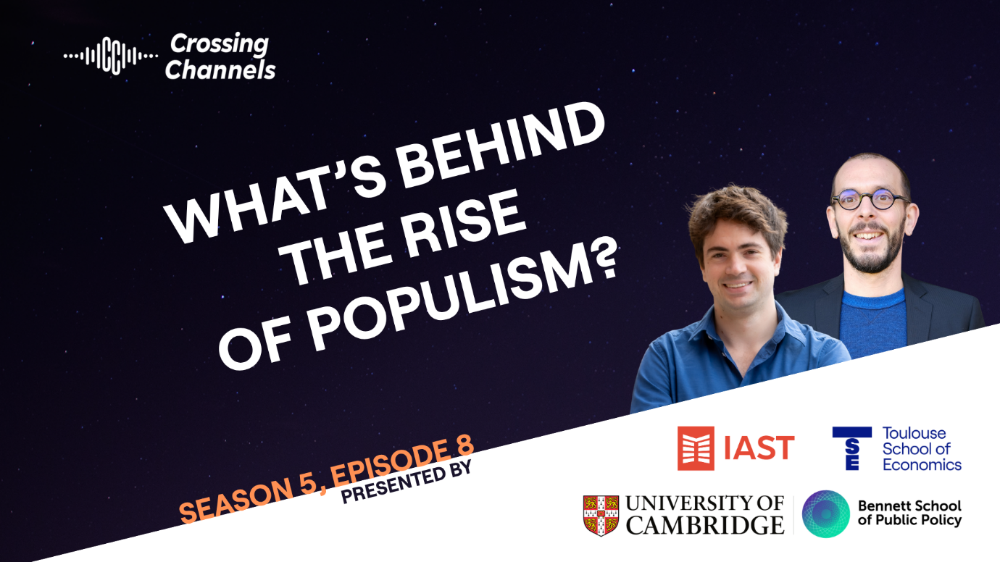 Crossing
Channels
WHAT’S BEHIND
THE RISE
OF POPULISM?
SEASON 5, EPISODE 8
PRESENTED BY
IAST
TSE
Toulouse
School of
Economics
UNIVERSITY OF
CAMBRIDGE
Bennett School
of Public Policy